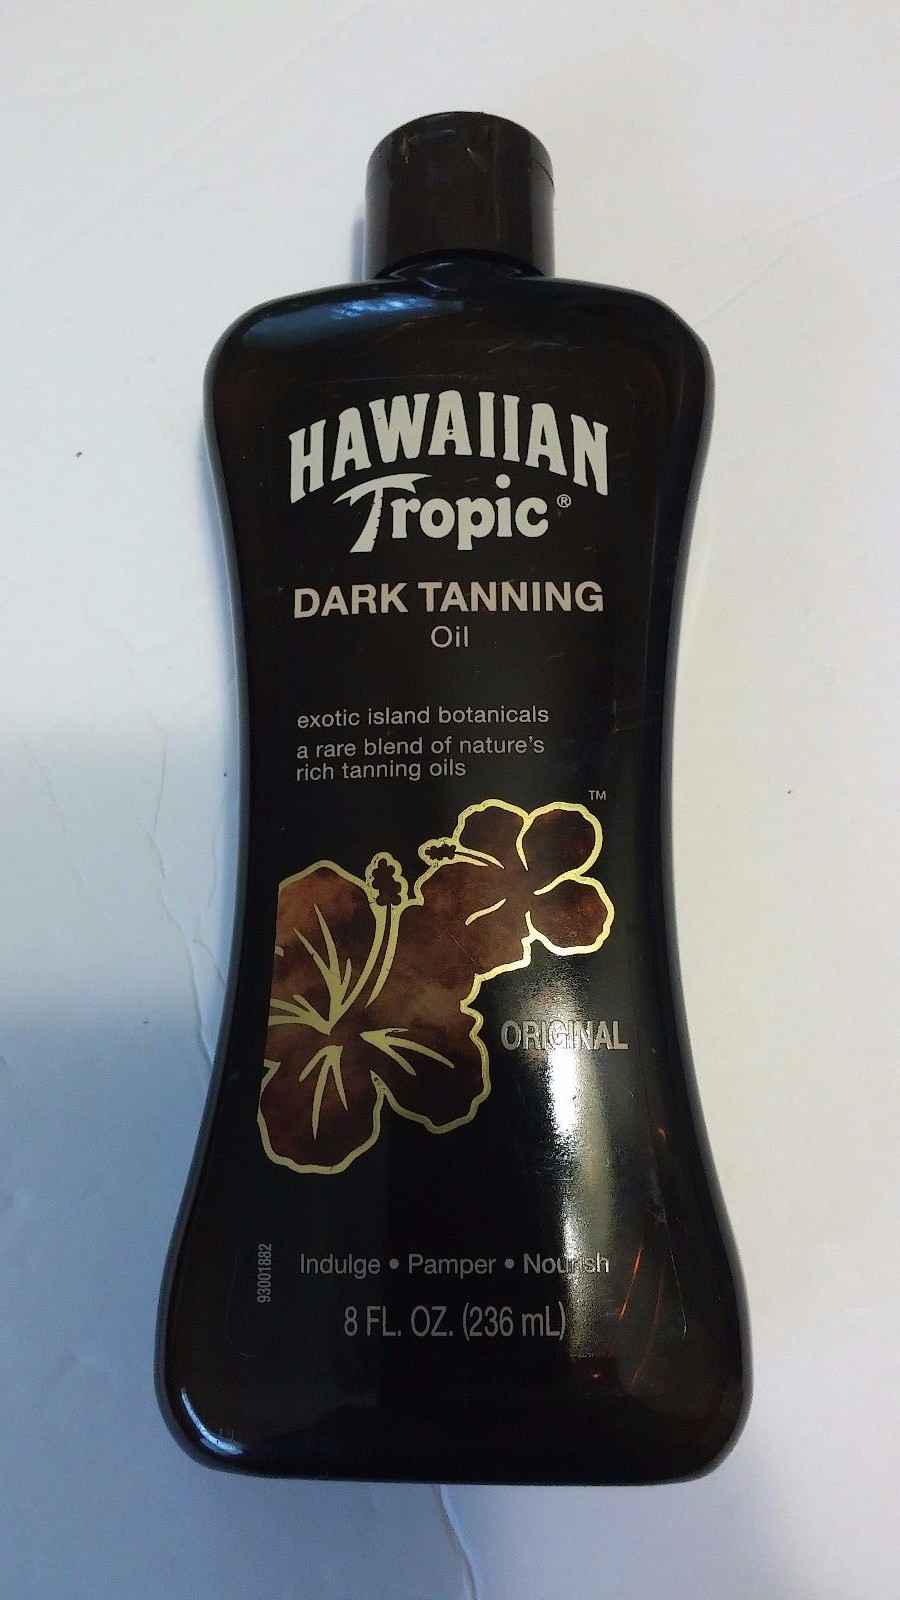 HAWAIIAN
Tropic®
DARK TANNING
Oil
exotic island botanicals
a rare blend of nature's
rich tanning oils
™
ORIGINAL
93001882
Indulge • Pamper • Nourish
8 FL. OZ. (236 mL)